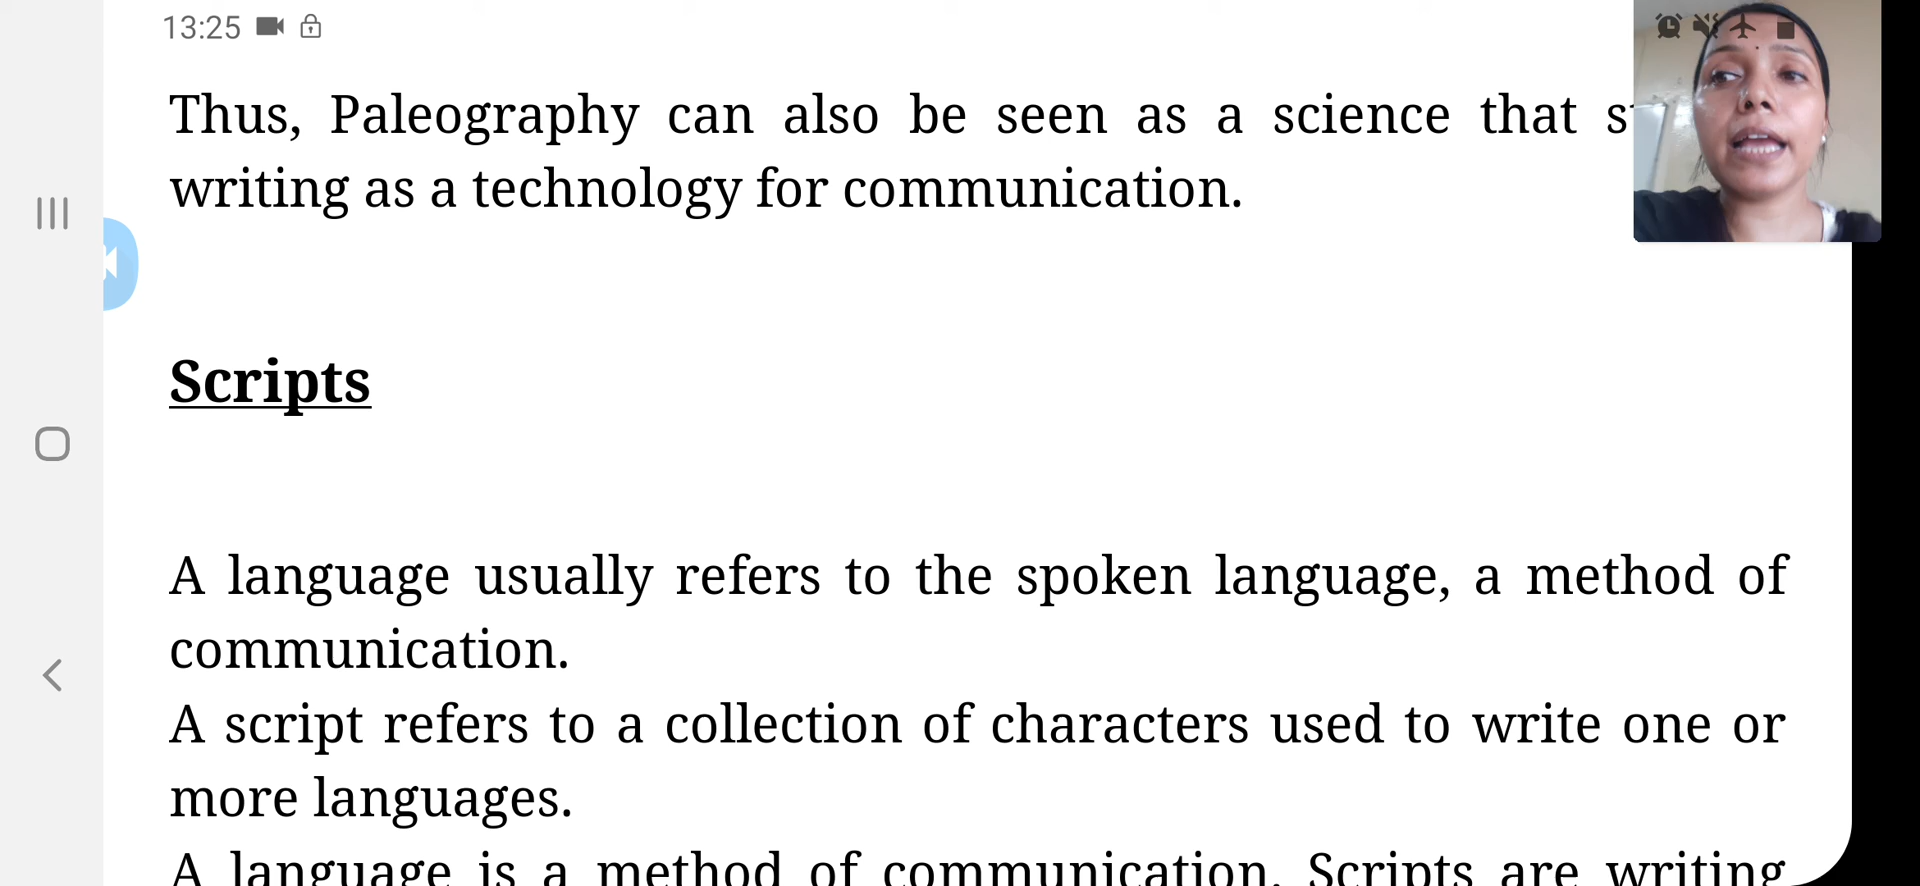 13:25
Thus, Paleography can also be seen as a science that
writing as a technology for communication.
Scripts
A language usually refers to the spoken language, a method of
communication.
A script refers to a collection of characters used to write one or
more languages.
A language is a method of communication. Scripts are writing